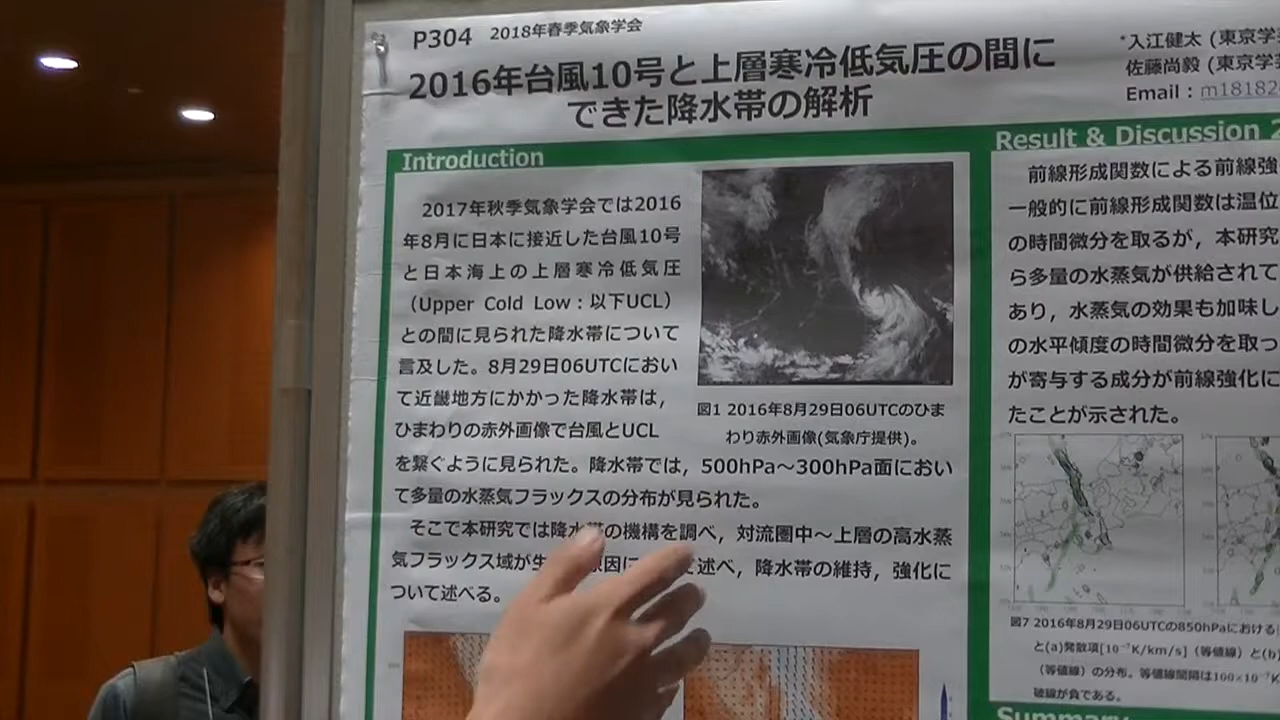 P304 2018年春季気象学会
2016年台風10号と上層寒冷低気圧の間に
できた降水帯の解析
*入江健太 (東京学
佐藤尚毅 (東京学
Email : m18182
Introduction
2017年秋季気象学会では2016
年8月に日本に接近した台風10号
と日本海上の上層寒冷低気圧
（Upper Cold Low : 以下UCL）
との間に見られた降水帯について
言及した。8月29日06UTCにおい
て近畿地方にかかった降水帯は，
ひまわりの赤外画像で台風とUCL
を繋ぐように見られた。降水帯では，500hPa～300hPa面におい
て多量の水蒸気フラックスの分布が見られた。
そこで本研究では降水帯の機構を調べ，対流圏中～上層の高水蒸
気フラックス域が生 原因に 述べ，降水帯の維持，強化に
ついて述べる。
図1 2016年8月29日06UTCのひま
わり赤外画像(気象庁提供)。
Result & Discussion 2
前線形成関数による前線強
一般的に前線形成関数は温位
の時間微分を取るが，本研究
ら多量の水蒸気が供給されて
あり，水蒸気の効果も加味し
の水平傾度の時間微分を取っ
が寄与する成分が前線強化に
たことが示された。
図7 2016年8月29日06UTCの850hPaにおける
と(a)発散項[10⁻⁷K/km/s]（等値線）と(b)
（等値線）の分布。等値線間隔は100×10⁻⁷K
破線が負である。
Summary